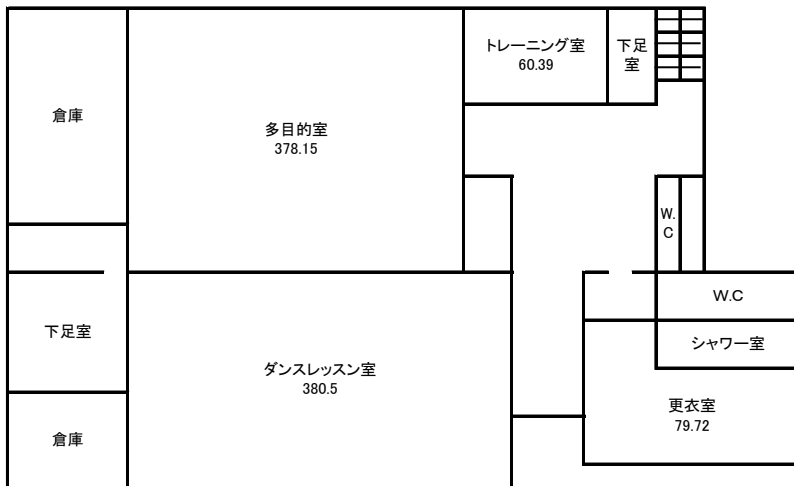 トレーニング室
60.39
下足
室
倉庫
多目的室
378.15
W.
C
W.C
下足室
シャワー室
ダンスレッスン室
380.5
更衣室
79.72
倉庫